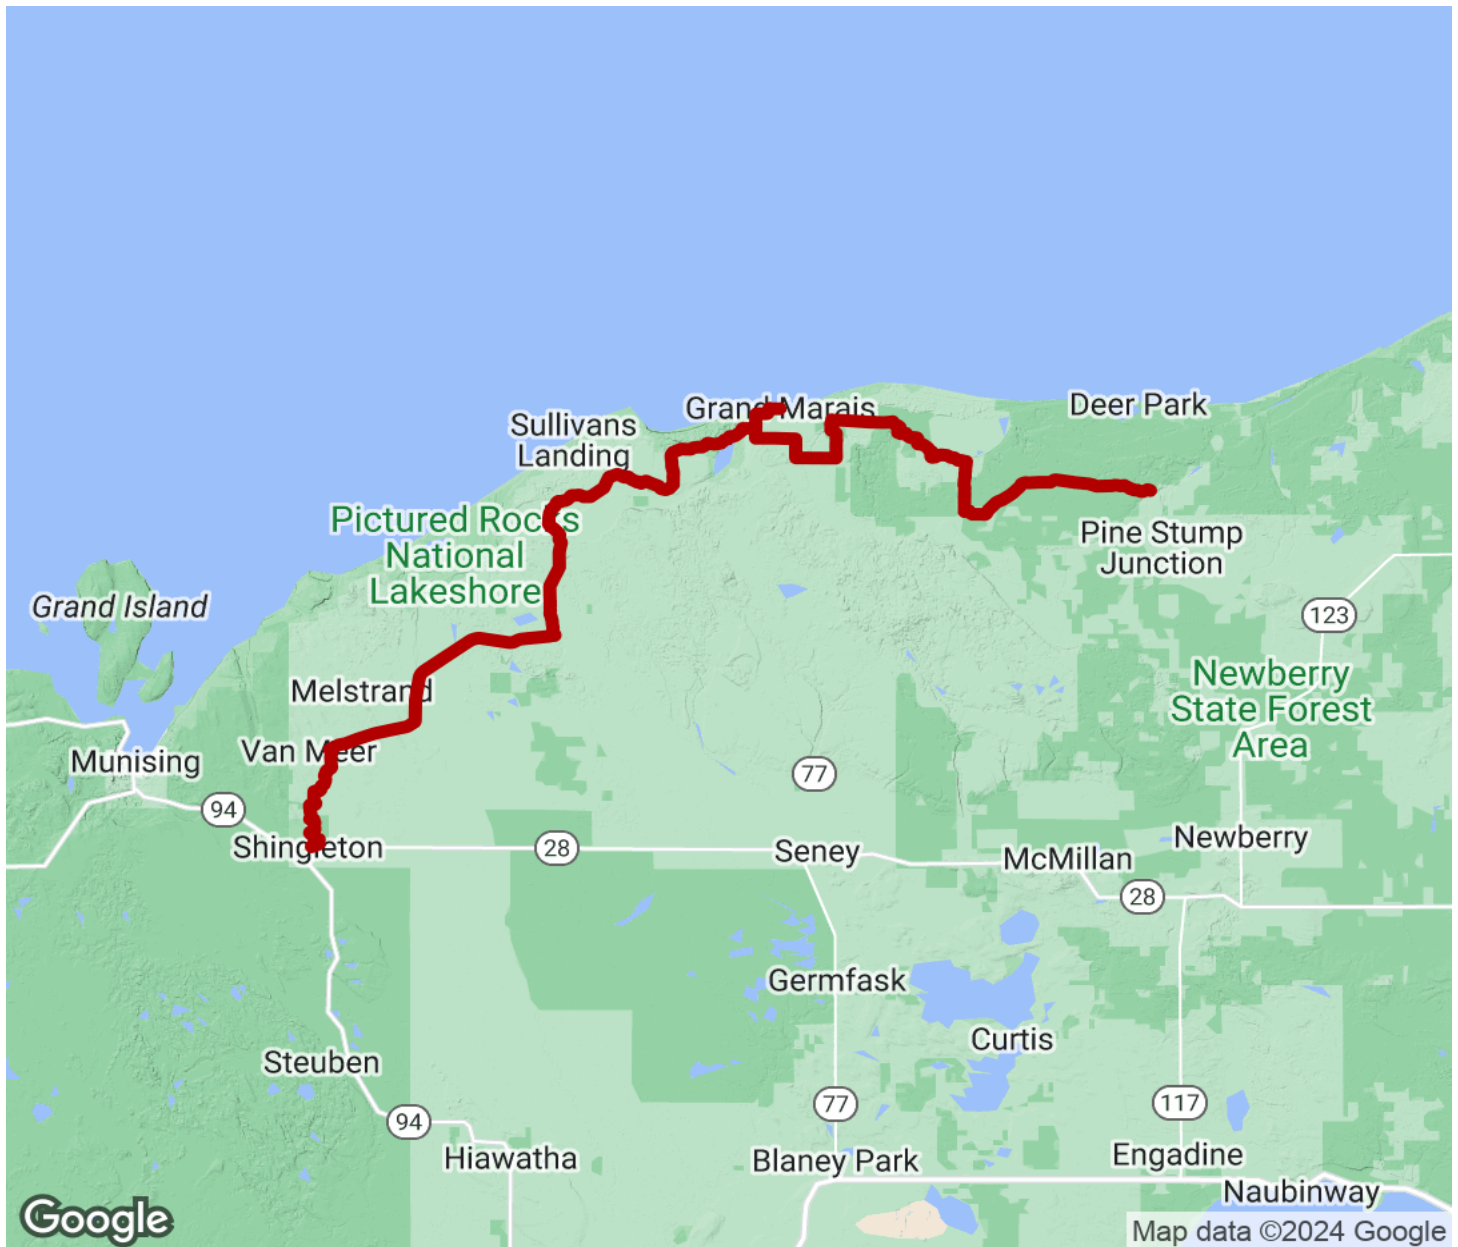 Grand Marais
Deer Park
Sullivans
Landing
Pictured Rocks
National
Lakeshore
Pine Stump
Junction
Grand Island
123
Newberry
State Forest
Area
Melstrand
Van Meer
Munising
77
94
Shingleton
28
Seney
McMillan
Newberry
28
Germfask
Curtis
Steuben
77
117
94
Hiawatha
Blaney Park
Engadine
Naubinway
Google
Map data ©2024 Google